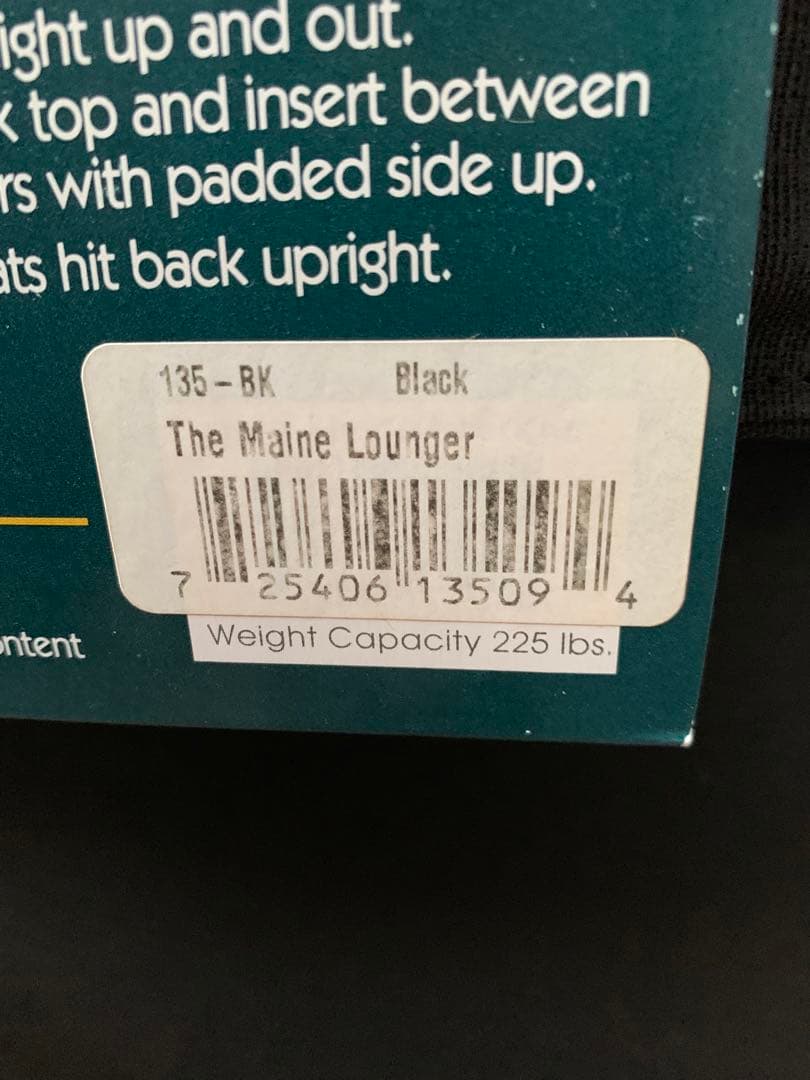 ight up and out.
top and insert between
rs with padded side up.
ats hit back upright.
135-BK Black
The Maine Lounger
7 25406 13509 4
ntent
Weight Capacity 225 lbs.